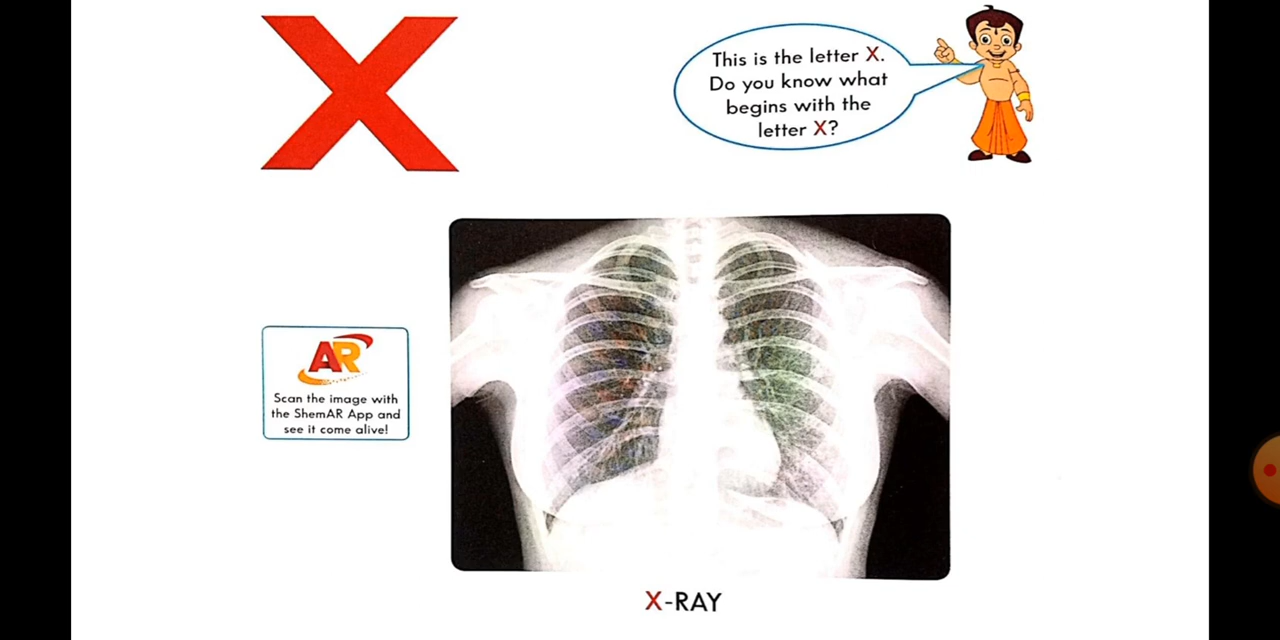 X
This is the letter X.
Do you know what
begins with the
letter X?
AR
Scan the image with
the ShemAR App and
see it come alive!
X-RAY